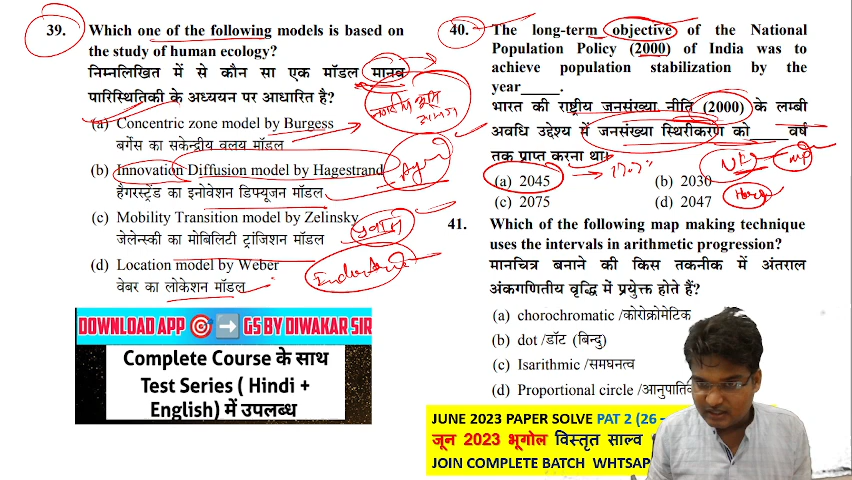 39. Which one of the following models is based on
the study of human ecology?
निम्नलिखित में से कौन सा एक मॉडल मानव
पारिस्थितिकी के अध्ययन पर आधारित है?
(a) Concentric zone model by Burgess
बर्गेस का सकेन्द्रीय वलय मॉडल
(b) Innovation Diffusion model by Hagestrand
हैगरस्ट्रेंड का इनोवेशन डिफ्यूजन मॉडल
(c) Mobility Transition model by Zelinsky
जेलेन्स्की का मोबिलिटी ट्रांजिशन मॉडल
(d) Location model by Weber
वेबर का लोकेशन मॉडल
DOWNLOAD APP GS BY DIWAKAR SIR
Complete Course के साथ
Test Series ( Hindi +
English) में उपलब्ध
40. The long-term objective of the National
Population Policy (2000) of India was to
achieve population stabilization by the
year_____.
भारत की राष्ट्रीय जनसंख्या नीति (2000) के लम्बी
अवधि उद्देश्य में जनसंख्या स्थिरीकरण को____ वर्ष
तक प्राप्त करना था।
(a) 2045 (b) 2030
(c) 2075 (d) 2047
41. Which of the following map making technique
uses the intervals in arithmetic progression?
मानचित्र बनाने की किस तकनीक में अंतराल
अंकगणितीय वृद्धि में प्रयुक्त होते हैं?
(a) chorochromatic /कोरोक्रोमेटिक
(b) dot /डॉट (बिन्दु)
(c) Isarithmic /समघनत्व
(d) Proportional circle /आनुपाति
JUNE 2023 PAPER SOLVE PAT 2 (26 –
जून 2023 भूगोल विस्तृत साल्व
JOIN COMPLETE BATCH WHTSAP